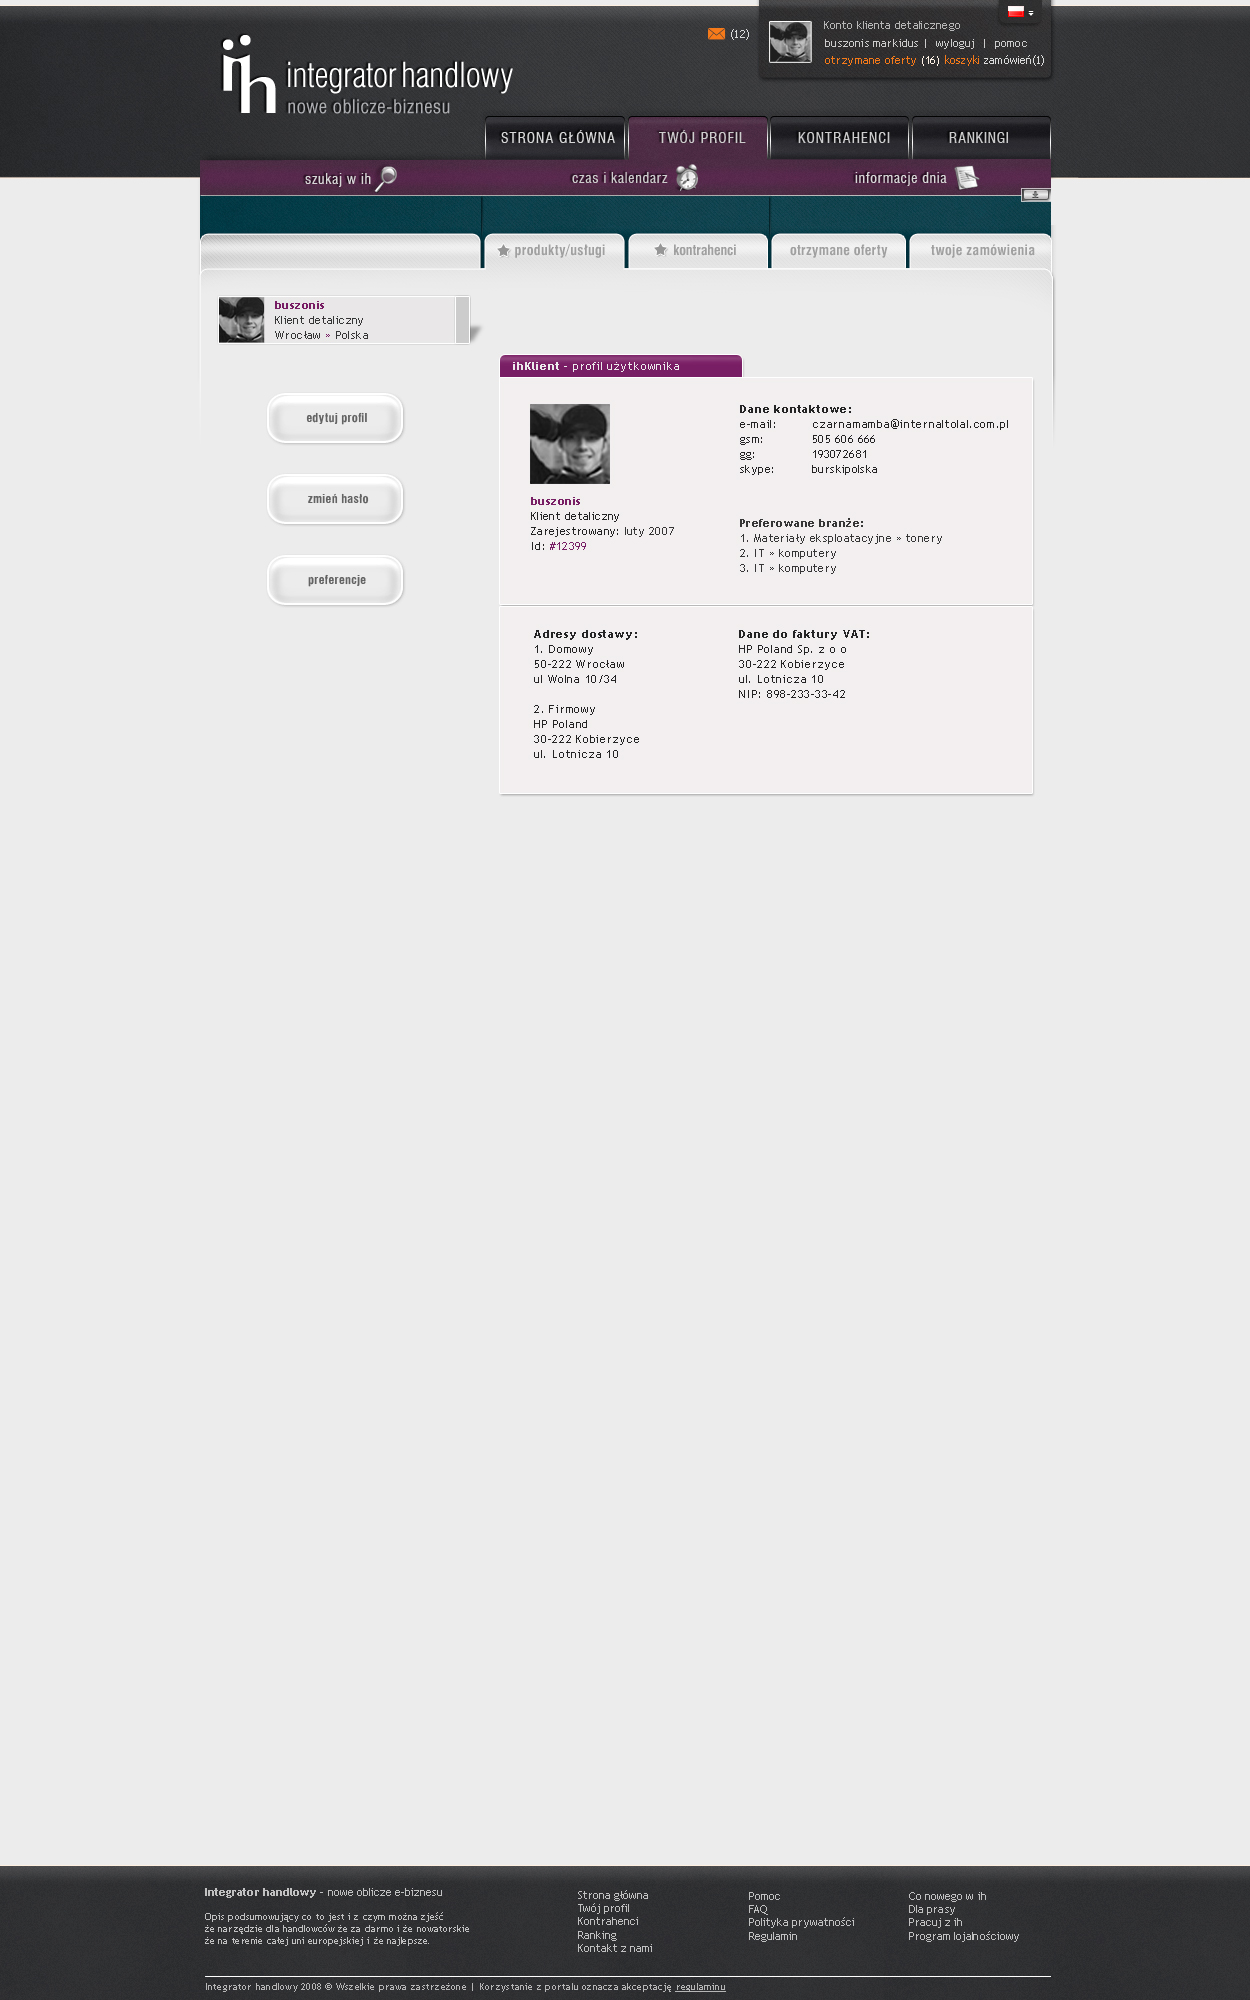 (12)
Konto klienta detalicznego
buszonis markidus | wyloguj | pomoc
otrzymane oferty (16) koszyki zamówień(1)
ih integrator handlowy
nowe oblicze-biznesu
STRONA GŁÓWNA
TWÓJ PROFIL
KONTRAHENCI
RANKINGI
szukaj w ih
czas i kalendarz
informacje dnia
produkty/usługi
kontrahenci
otrzymane oferty
twoje zamówienia
buszonis
Klient detaliczny
Wrocław » Polska
edytuj profil
zmień hasło
preferencje
ihKlient - profil użytkownika
buszonis
Klient detaliczny
Zarejestrowany: luty 2007
Id: #12399
Dane kontaktowe:
e-mail: czarnamamba@internaltolal.com.pl
gsm: 505 606 666
gg: 193072681
skype: burskipolska
Preferowane branże:
1. Materiały eksploatacyjne » tonery
2. IT » komputery
3. IT » komputery
Adresy dostawy:
1. Domowy
50-222 Wrocław
ul Wolna 10/34
2. Firmowy
HP Poland
30-222 Kobierzyce
ul. Lotnicza 10
Dane do faktury VAT:
HP Poland Sp. z o o
30-222 Kobierzyce
ul. Lotnicza 10
NIP: 898-233-33-42
Integrator handlowy - nowe oblicze e-biznesu
Opis podsumowujący co to jest i z czym można zjeść
że narzędzie dla handlowców że za darmo i że nowatorskie
że na terenie całej uni europejskiej i że najlepsze.
Strona główna
Twój profil
Kontrahenci
Ranking
Kontakt z nami
Pomoc
FAQ
Polityka prywatności
Regulamin
Co nowego w ih
Dla prasy
Pracuj z ih
Program lojalnościowy
Integrator handlowy 2008 © Wszelkie prawa zastrzeżone | Korzystanie z portalu oznacza akceptację regulaminu